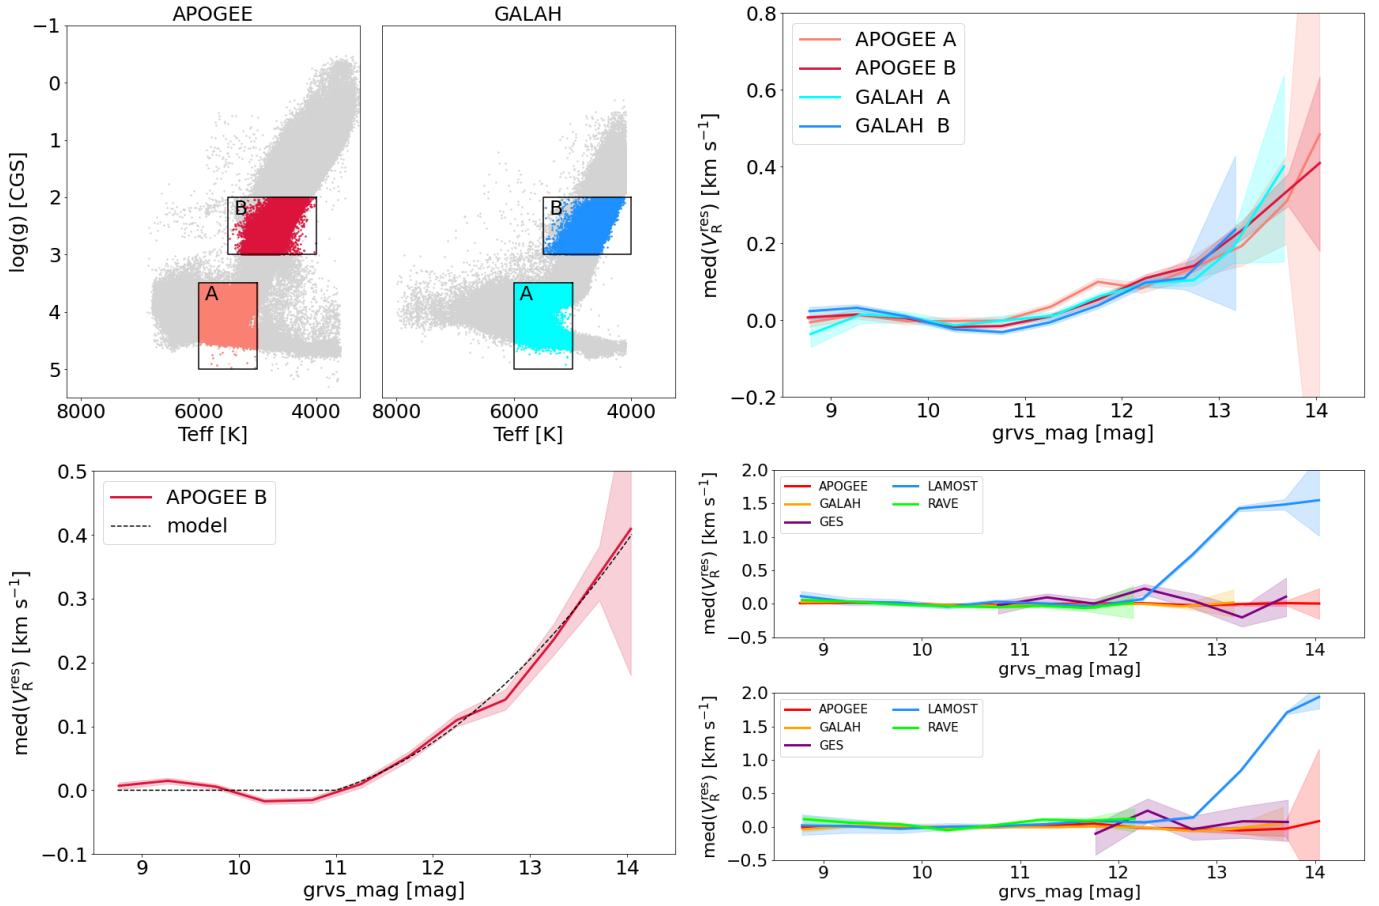 APOGEE
GALAH
−1
0
1
2
3
4
5
log(g) [CGS]
B
A
B
A
8000
6000
4000
8000
6000
4000
Teff [K]
Teff [K]
0.8
0.6
0.4
0.2
0.0
−0.2
med(V_R^res) [km s⁻¹]
APOGEE A
APOGEE B
GALAH A
GALAH B
9
10
11
12
13
14
grvs_mag [mag]
0.5
0.4
0.3
0.2
0.1
0.0
−0.1
med(V_R^res) [km s⁻¹]
APOGEE B
model
9
10
11
12
13
14
grvs_mag [mag]
2.0
1.5
1.0
0.5
0.0
−0.5
med(V_R^res) [km s⁻¹]
APOGEE
GALAH
GES
LAMOST
RAVE
9
10
11
12
13
14
grvs_mag [mag]
2.0
1.5
1.0
0.5
0.0
−0.5
med(V_R^res) [km s⁻¹]
APOGEE
GALAH
GES
LAMOST
RAVE
9
10
11
12
13
14
grvs_mag [mag]